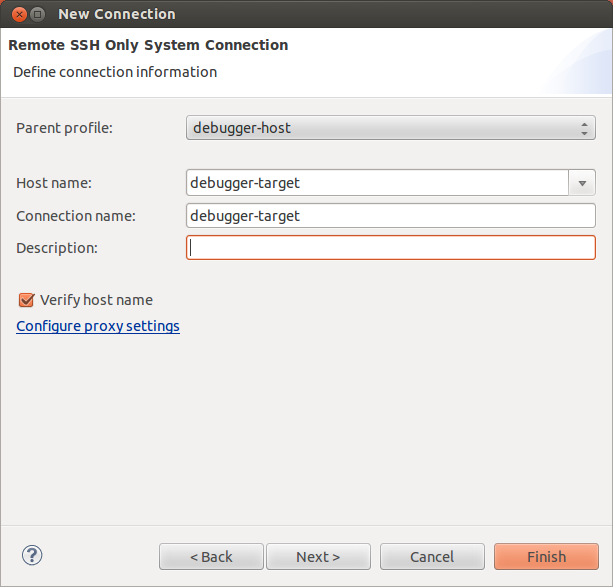 New Connection
Remote SSH Only System Connection
Define connection information
Parent profile: debugger-host
Host name: debugger-target
Connection name: debugger-target
Description:
Verify host name
Configure proxy settings
? < Back Next > Cancel Finish